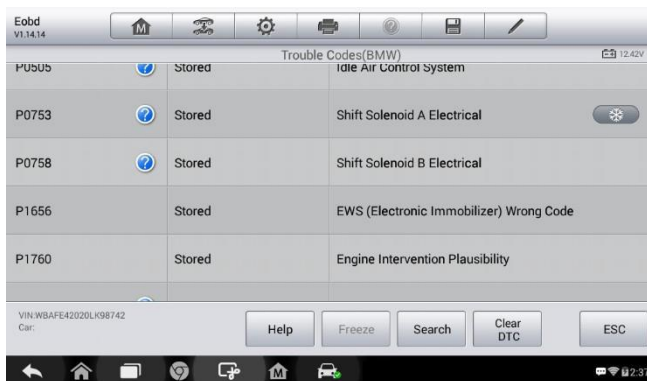 Eobd
V1.14.14
Trouble Codes(BMW)
12.42V
P0505 Stored Idle Air Control System
P0753 Stored Shift Solenoid A Electrical
P0758 Stored Shift Solenoid B Electrical
P1656 Stored EWS (Electronic Immobilizer) Wrong Code
P1760 Stored Engine Intervention Plausibility
VIN:WBAFE42020LK98742
Car:
Help
Freeze
Search
Clear
DTC
ESC
2:37